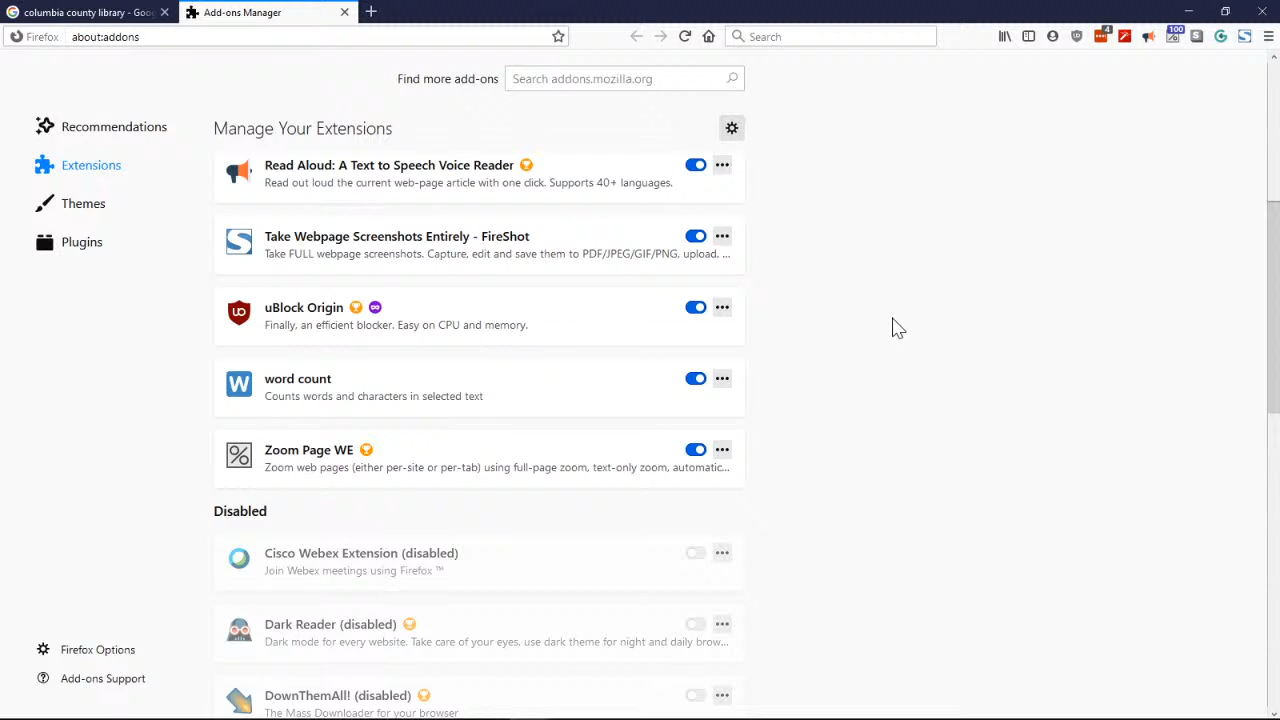 columbia county library - Goog
Add-ons Manager
Firefox
about:addons
Search
4
100
Find more add-ons
Search addons.mozilla.org
Recommendations
Extensions
Themes
Plugins
Manage Your Extensions
Read Aloud: A Text to Speech Voice Reader
Read out loud the current web-page article with one click. Supports 40+ languages.
Take Webpage Screenshots Entirely - FireShot
Take FULL webpage screenshots. Capture, edit and save them to PDF/JPEG/GIF/PNG, upload, ...
uBlock Origin
Finally, an efficient blocker. Easy on CPU and memory.
W
word count
Counts words and characters in selected text
Zoom Page WE
Zoom web pages (either per-site or per-tab) using full-page zoom, text-only zoom, automatic...
Disabled
Cisco Webex Extension (disabled)
Join Webex meetings using Firefox ™
Dark Reader (disabled)
Dark mode for every website. Take care of your eyes, use dark theme for night and daily brow...
DownThemAll! (disabled)
The Mass Downloader for your browser
Firefox Options
Add-ons Support